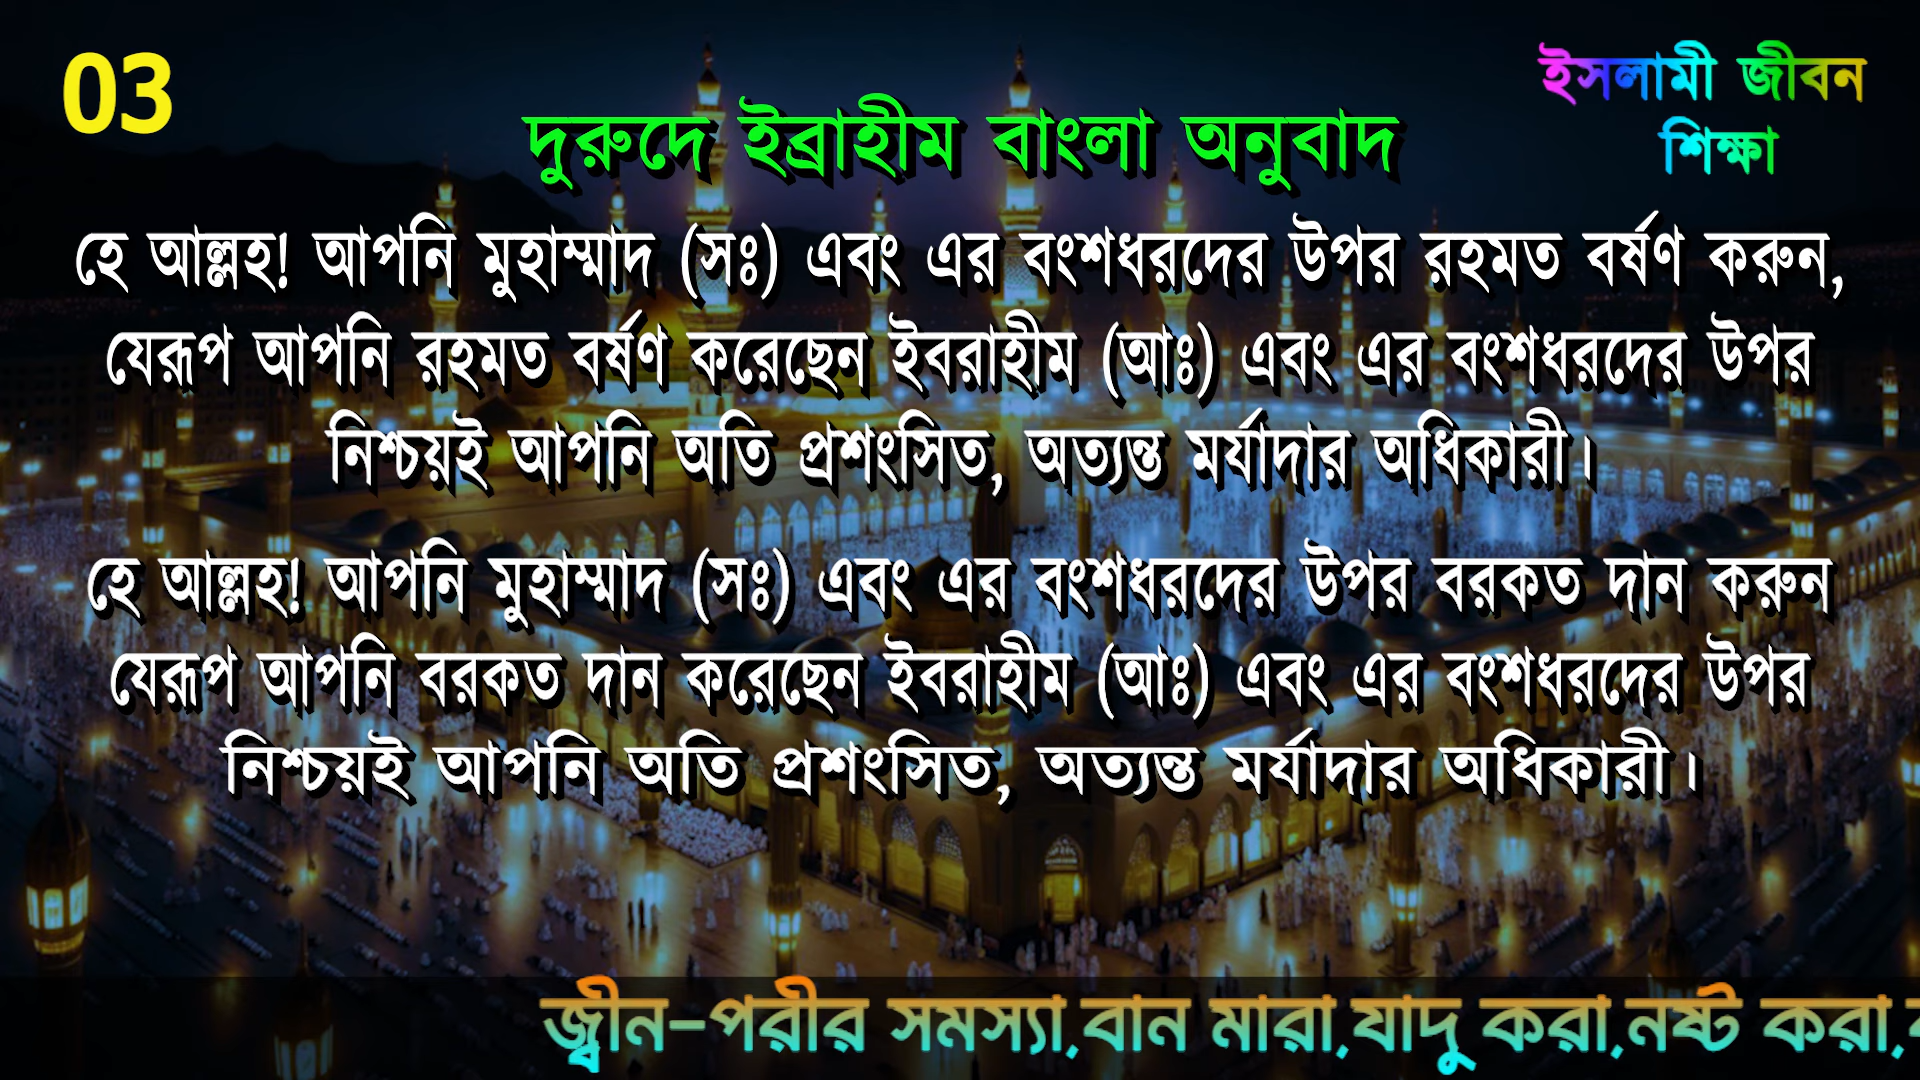 03
ইসলামী জীবন
শিক্ষা
দুরুদে ইব্রাহীম বাংলা অনুবাদ
হে আল্লহ! আপনি মুহাম্মাদ (সঃ) এবং এর বংশধরদের উপর রহমত বর্ষণ করুন,
যেরূপ আপনি রহমত বর্ষণ করেছেন ইবরাহীম (আঃ) এবং এর বংশধরদের উপর
নিশ্চয়ই আপনি অতি প্রশংসিত, অত্যন্ত মর্যাদার অধিকারী।
হে আল্লহ! আপনি মুহাম্মাদ (সঃ) এবং এর বংশধরদের উপর বরকত দান করুন
যেরূপ আপনি বরকত দান করেছেন ইবরাহীম (আঃ) এবং এর বংশধরদের উপর
নিশ্চয়ই আপনি অতি প্রশংসিত, অত্যন্ত মর্যাদার অধিকারী।
জ্বীন-পরীর সমস্যা,বান মারা,যাদু করা,নষ্ট করা,